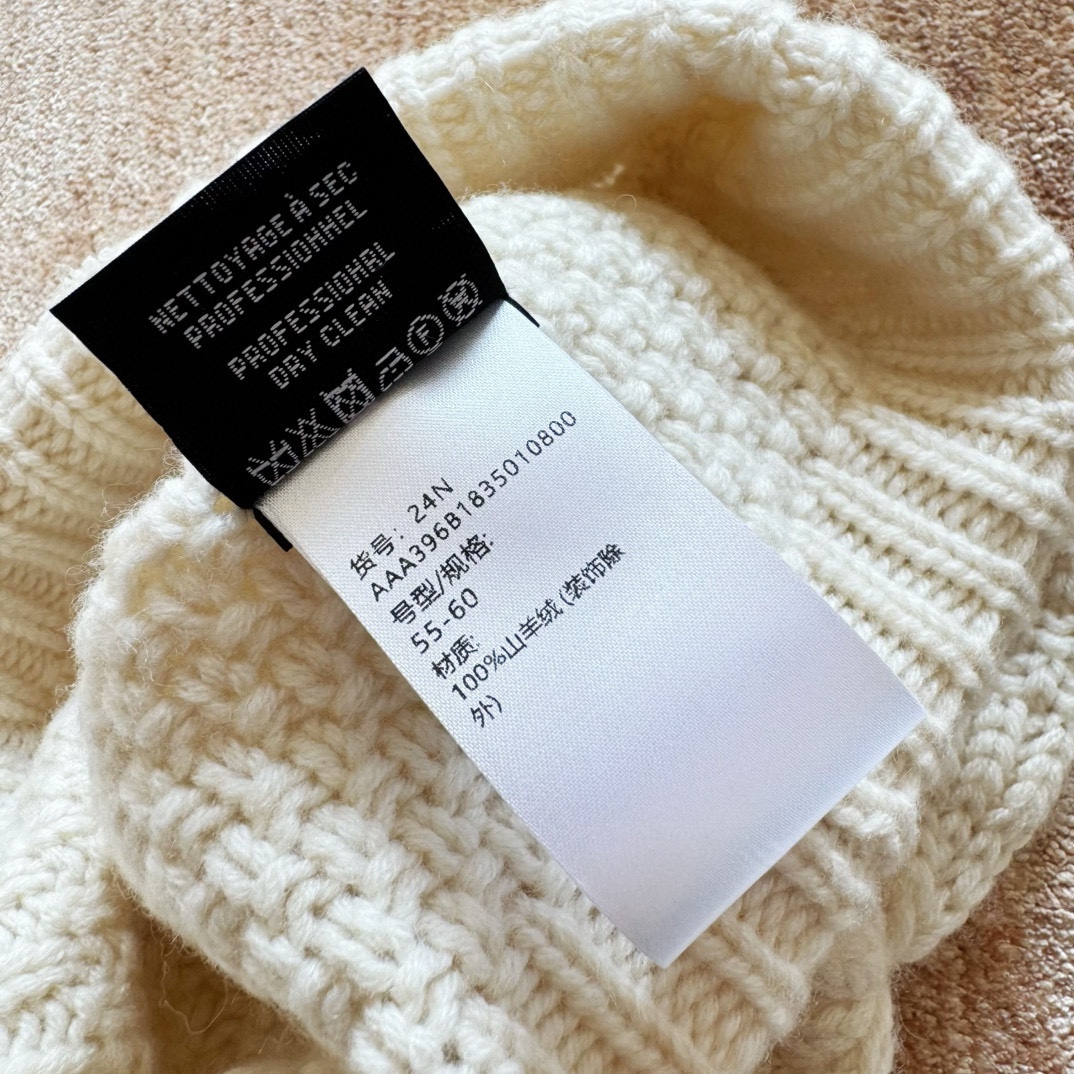 NETTOYAGE À SEC
PROFESSIONNEL
PROFESSIONAL
DRY CLEAN
货号: 24N
AAA396B1835010800
号型/规格:
55-60
材质:
100%山羊绒(装饰除
外)